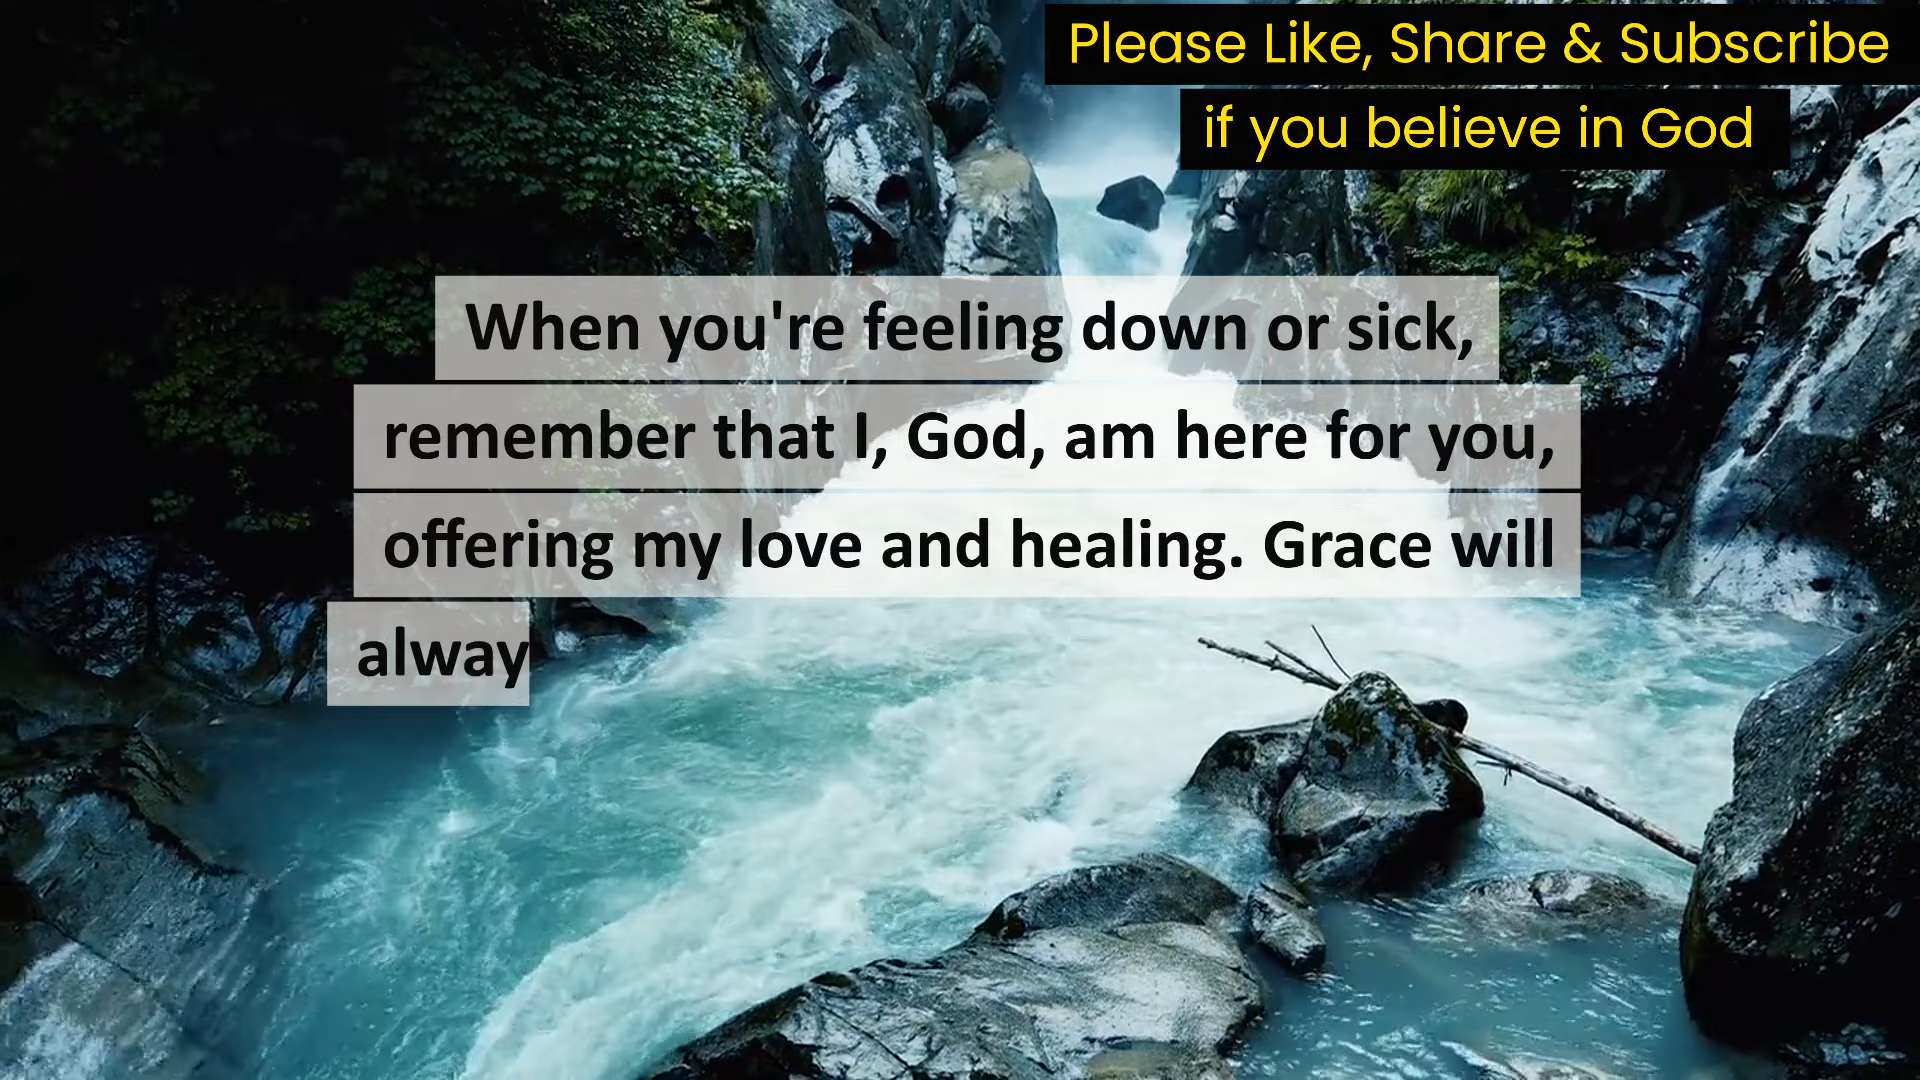 Please Like, Share & Subscribe
if you believe in God
When you're feeling down or sick,
remember that I, God, am here for you,
offering my love and healing. Grace will
alway